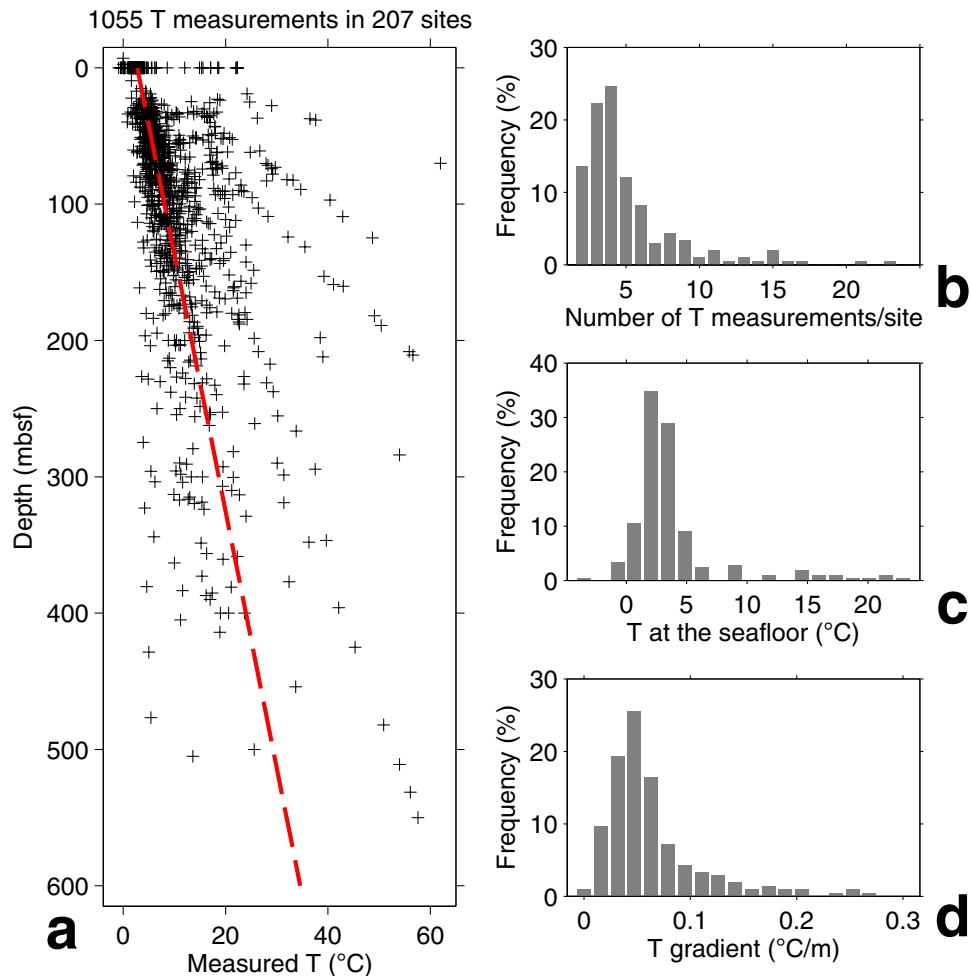 1055 T measurements in 207 sites
0
100
200
300
400
500
600
Depth (mbsf)
0 20 40 60
Measured T (°C)
a
30
20
10
0
Frequency (%)
5 10 15 20
Number of T measurements/site
b
40
30
20
10
0
Frequency (%)
0 5 10 15 20
T at the seafloor (°C)
c
30
20
10
0
Frequency (%)
0 0.1 0.2 0.3
T gradient (°C/m)
d